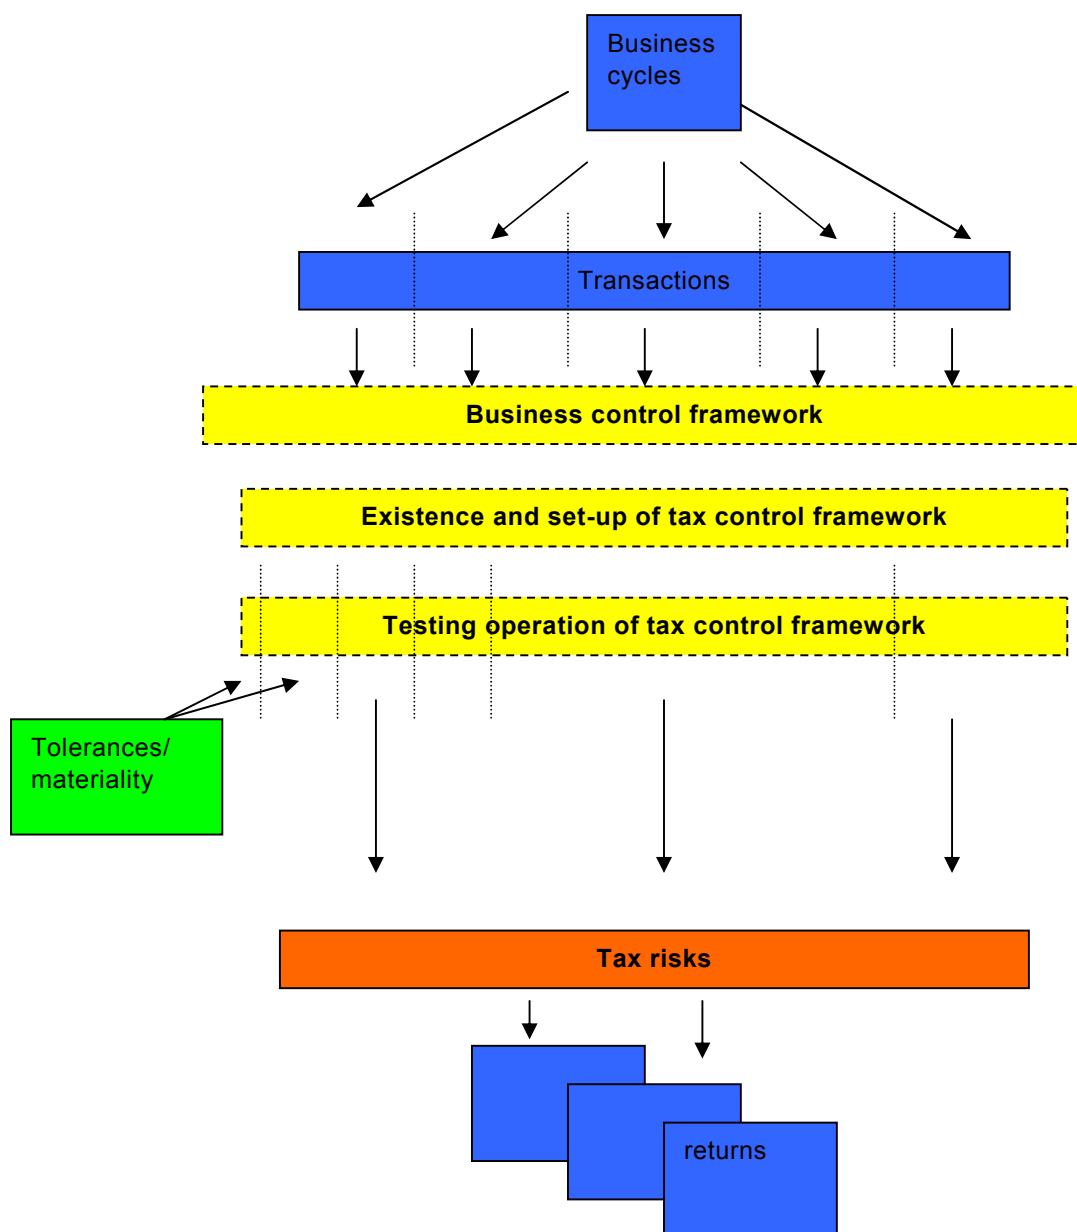 Business
cycles
Transactions
Business control framework
Existence and set-up of tax control framework
Testing operation of tax control framework
Tolerances/
materiality
Tax risks
returns